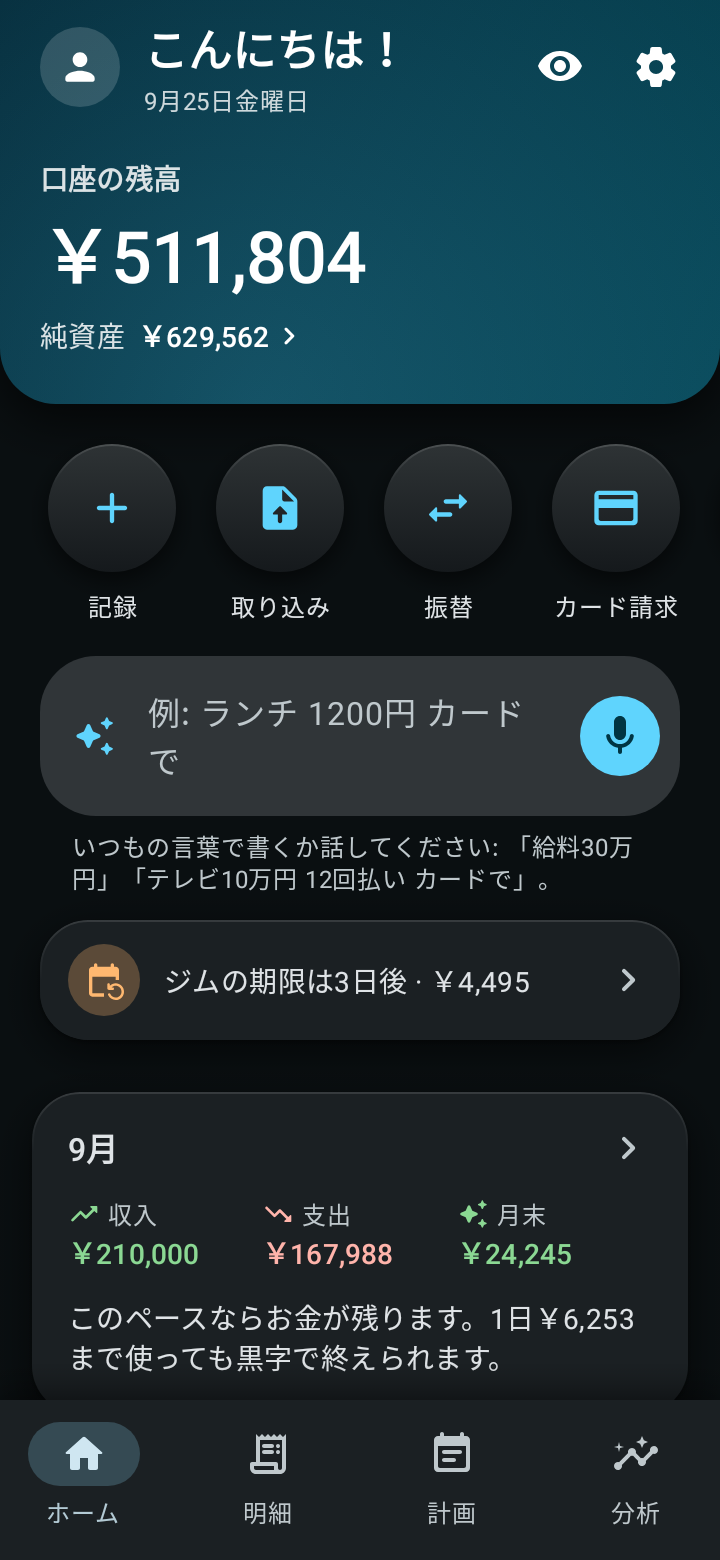 こんにちは！
9月25日金曜日
口座の残高
￥511,804
純資産 ￥629,562
記録
取り込み
振替
カード請求
例: ランチ 1200円 カード
で
いつもの言葉で書くか話してください: 「給料30万
円」「テレビ10万円 12回払い カードで」。
ジムの期限は3日後 · ￥4,495
9月
収入
支出
月末
￥210,000
￥167,988
￥24,245
このペースならお金が残ります。1日￥6,253
まで使っても黒字で終えられます。
ホーム
明細
計画
分析